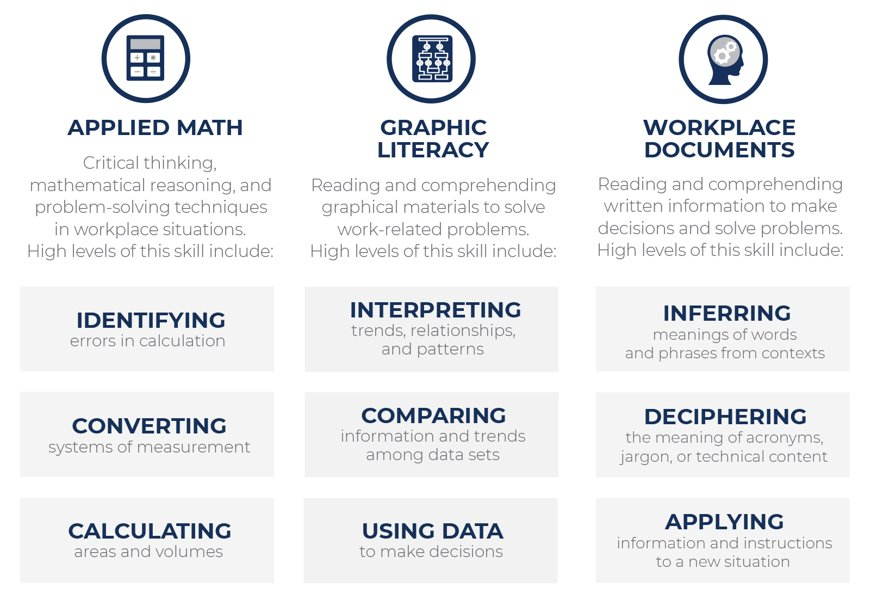 APPLIED MATH
Critical thinking,
mathematical reasoning, and
problem-solving techniques
in workplace situations.
High levels of this skill include:
IDENTIFYING
errors in calculation
CONVERTING
systems of measurement
CALCULATING
areas and volumes
GRAPHIC
LITERACY
Reading and comprehending
graphical materials to solve
work-related problems.
High levels of this skill include:
INTERPRETING
trends, relationships,
and patterns
COMPARING
information and trends
among data sets
USING DATA
to make decisions
WORKPLACE
DOCUMENTS
Reading and comprehending
written information to make
decisions and solve problems.
High levels of this skill include:
INFERRING
meanings of words
and phrases from contexts
DECIPHERING
the meaning of acronyms,
jargon, or technical content
APPLYING
information and instructions
to a new situation